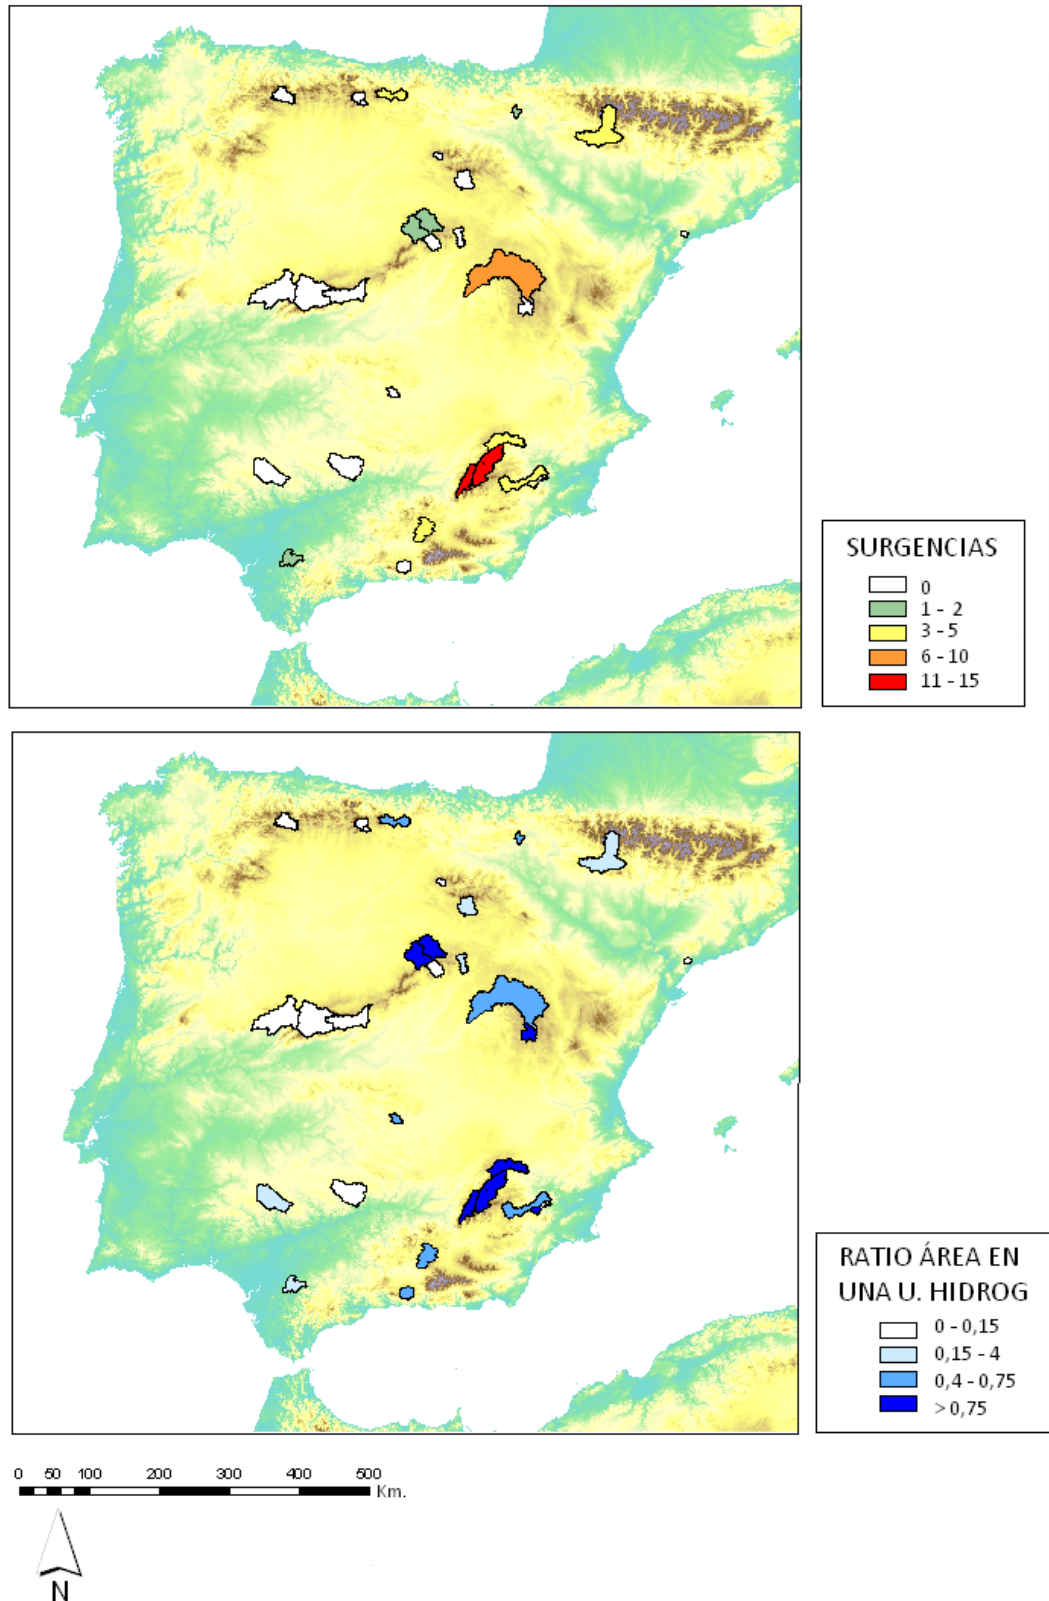 SURGENCIAS
0
1 - 2
3 - 5
6 - 10
11 - 15
RATIO ÁREA EN
UNA U. HIDROG
0 - 0,15
0,15 - 4
0,4 - 0,75
> 0,75
0 50 100 200 300 400 500
Km.
N